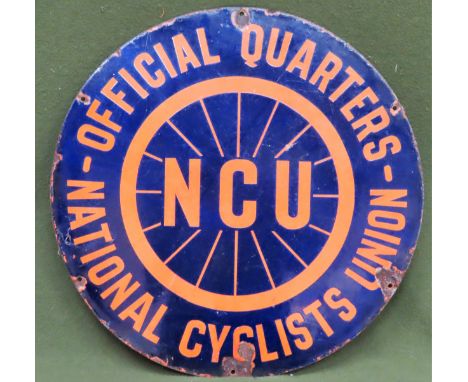 - OFFICIAL QUARTERS -
NCU
NATIONAL CYCLISTS UNION